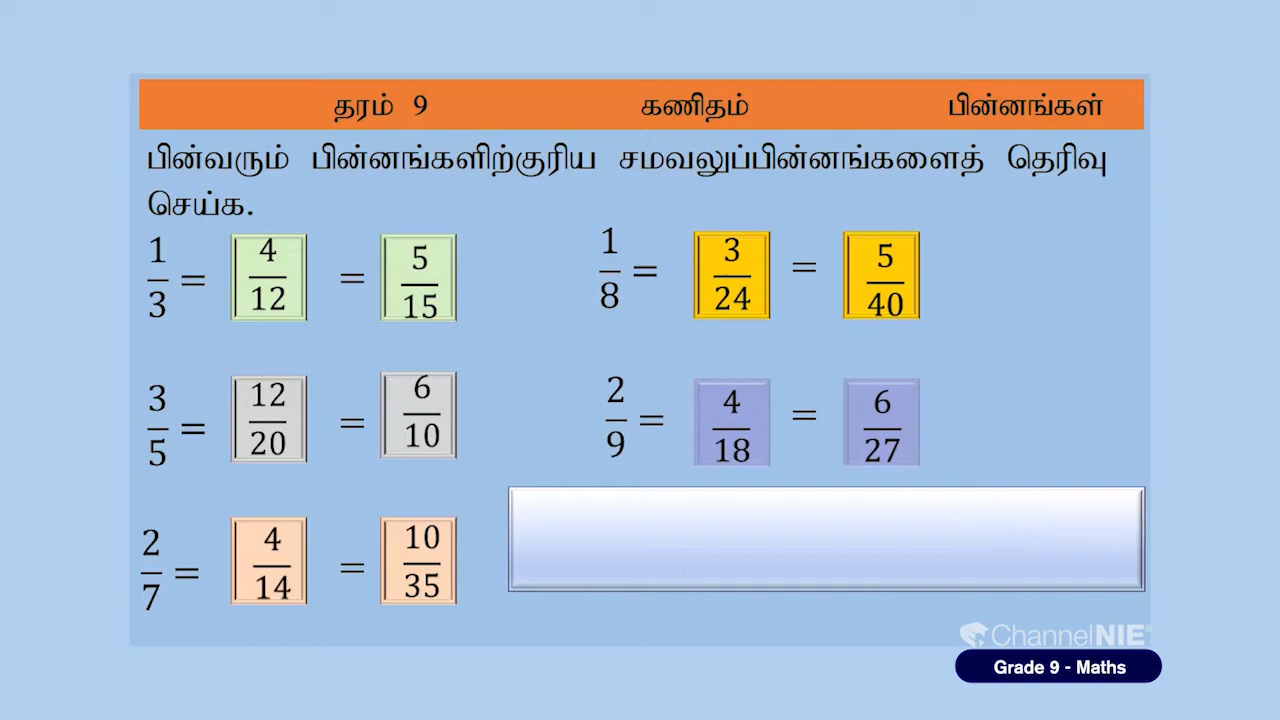 தரம் 9 கணிதம் பின்னங்கள்
பின்வரும் பின்னங்களிற்குரிய சமவலுப்பின்னங்களைத் தெரிவு
செய்க.
1/3 = 4/12 = 5/15
1/8 = 3/24 = 5/40
3/5 = 12/20 = 6/10
2/9 = 4/18 = 6/27
2/7 = 4/14 = 10/35
ChannelNIE
Grade 9 - Maths